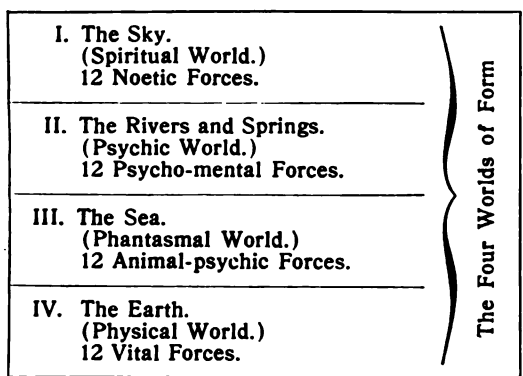 I. The Sky.
(Spiritual World.)
12 Noetic Forces.
II. The Rivers and Springs.
(Psychic World.)
12 Psycho-mental Forces.
III. The Sea.
(Phantasmal World.)
12 Animal-psychic Forces.
IV. The Earth.
(Physical World.)
12 Vital Forces.
The Four Worlds of Form